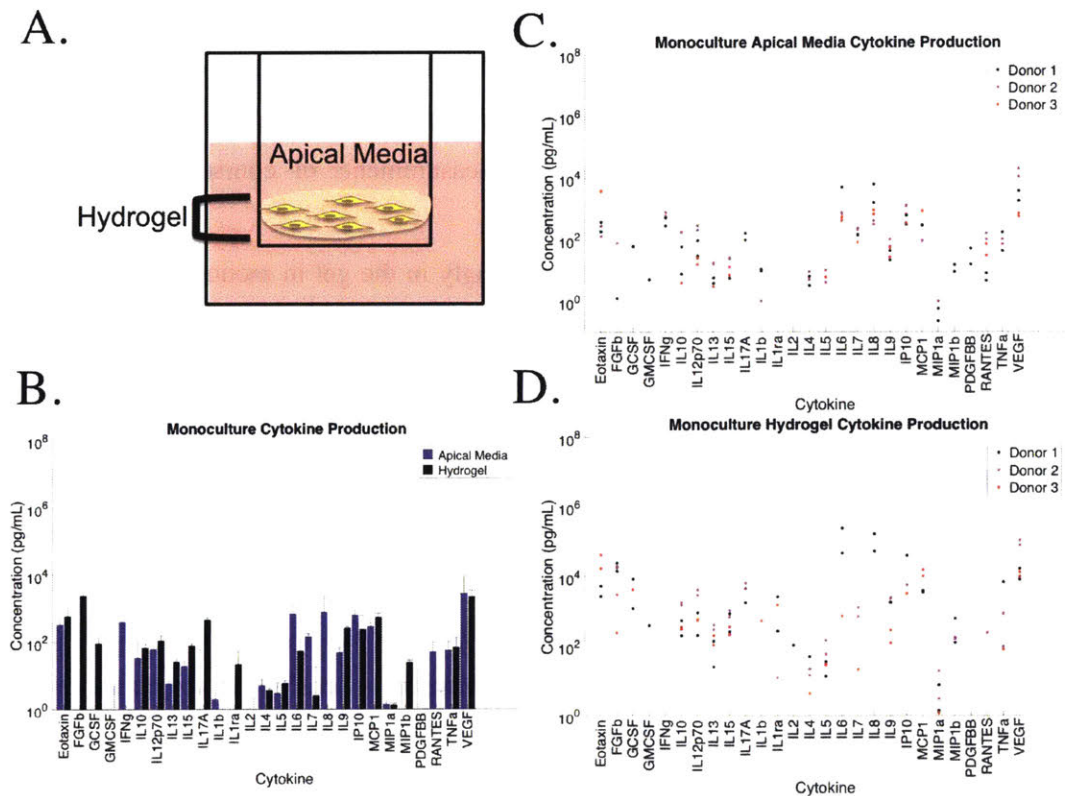 A.
Apical Media
Hydrogel
B.
Monoculture Cytokine Production
Apical Media
Hydrogel
Concentration (pg/mL)
10^8
10^6
10^4
10^2
10^0
Eotaxin
FGFb
GCSF
GMCSF
IFNg
IL10
IL12p70
IL13
IL15
IL17A
IL1b
IL1ra
IL2
IL4
IL5
IL6
IL7
IL8
IL9
IP10
MCP1
MIP1a
MIP1b
PDGFBB
RANTES
TNFa
VEGF
Cytokine
C.
Monoculture Apical Media Cytokine Production
Donor 1
Donor 2
Donor 3
Concentration (pg/mL)
10^8
10^6
10^4
10^2
10^0
Eotaxin
FGFb
GCSF
GMCSF
IFNg
IL10
IL12p70
IL13
IL15
IL17A
IL1b
IL1ra
IL2
IL4
IL5
IL6
IL7
IL8
IL9
IP10
MCP1
MIP1a
MIP1b
PDGFBB
RANTES
TNFa
VEGF
Cytokine
D.
Monoculture Hydrogel Cytokine Production
Donor 1
Donor 2
Donor 3
Concentration (pg/mL)
10^8
10^6
10^4
10^2
10^0
Eotaxin
FGFb
GCSF
GMCSF
IFNg
IL10
IL12p70
IL13
IL15
IL17A
IL1b
IL1ra
IL2
IL4
IL5
IL6
IL7
IL8
IL9
IP10
MCP1
MIP1a
MIP1b
PDGFBB
RANTES
TNFa
VEGF
Cytokine